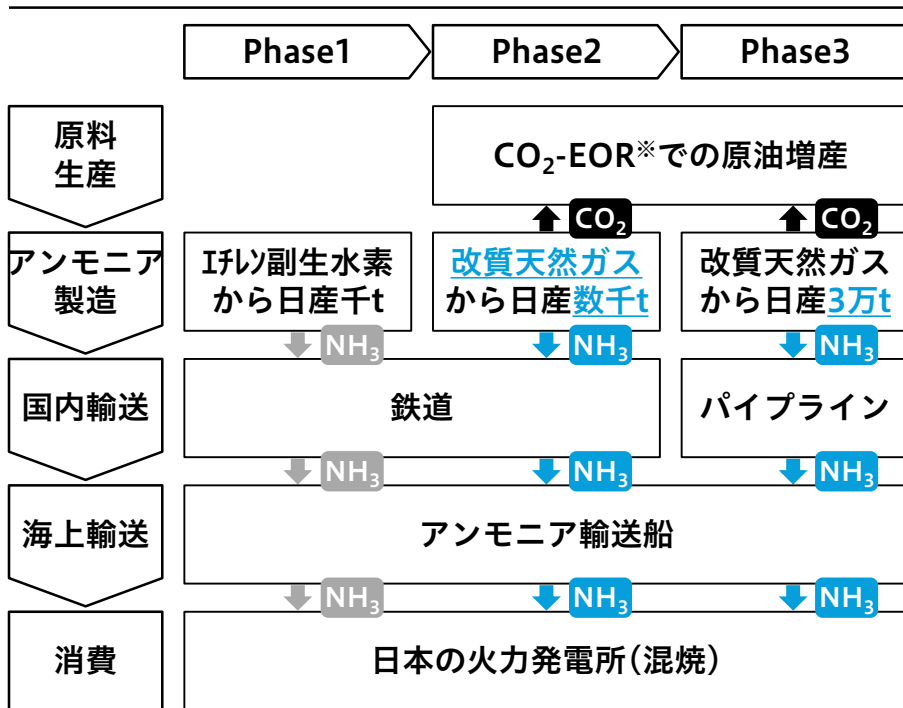 Phase1
Phase2
Phase3
原料
生産
CO₂-EOR※での原油増産
CO₂
CO₂
アンモニア
製造
ｴﾁﾚﾝ副生水素
から日産千t
改質天然ガス
から日産数千t
改質天然ガス
から日産3万t
NH₃
NH₃
NH₃
国内輸送
鉄道
パイプライン
NH₃
NH₃
NH₃
海上輸送
アンモニア輸送船
NH₃
NH₃
NH₃
消費
日本の火力発電所(混焼)